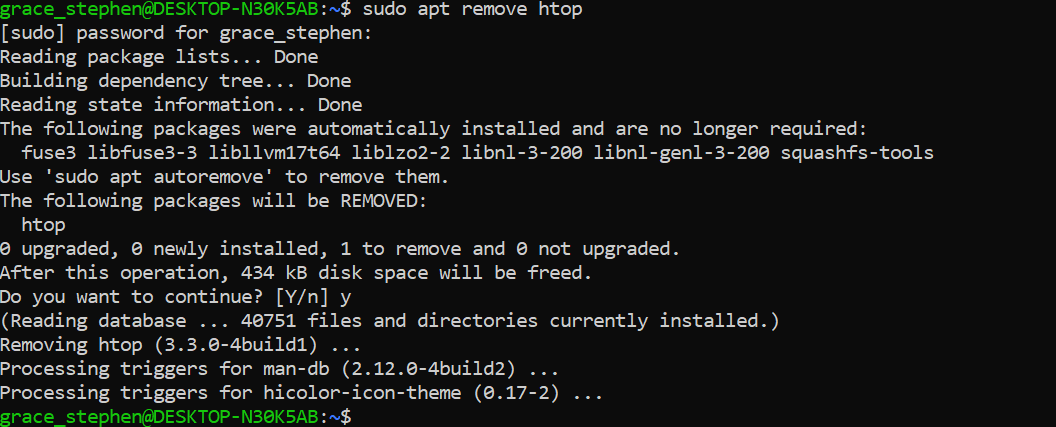 grace_stephen@DESKTOP-N30K5AB:~$ sudo apt remove htop
[sudo] password for grace_stephen:
Reading package lists... Done
Building dependency tree... Done
Reading state information... Done
The following packages were automatically installed and are no longer required:
  fuse3 libfuse3-3 libllvm17t64 liblzo2-2 libnl-3-200 libnl-genl-3-200 squashfs-tools
Use 'sudo apt autoremove' to remove them.
The following packages will be REMOVED:
  htop
0 upgraded, 0 newly installed, 1 to remove and 0 not upgraded.
After this operation, 434 kB disk space will be freed.
Do you want to continue? [Y/n] y
(Reading database ... 40751 files and directories currently installed.)
Removing htop (3.3.0-4build1) ...
Processing triggers for man-db (2.12.0-4build2) ...
Processing triggers for hicolor-icon-theme (0.17-2) ...
grace_stephen@DESKTOP-N30K5AB:~$